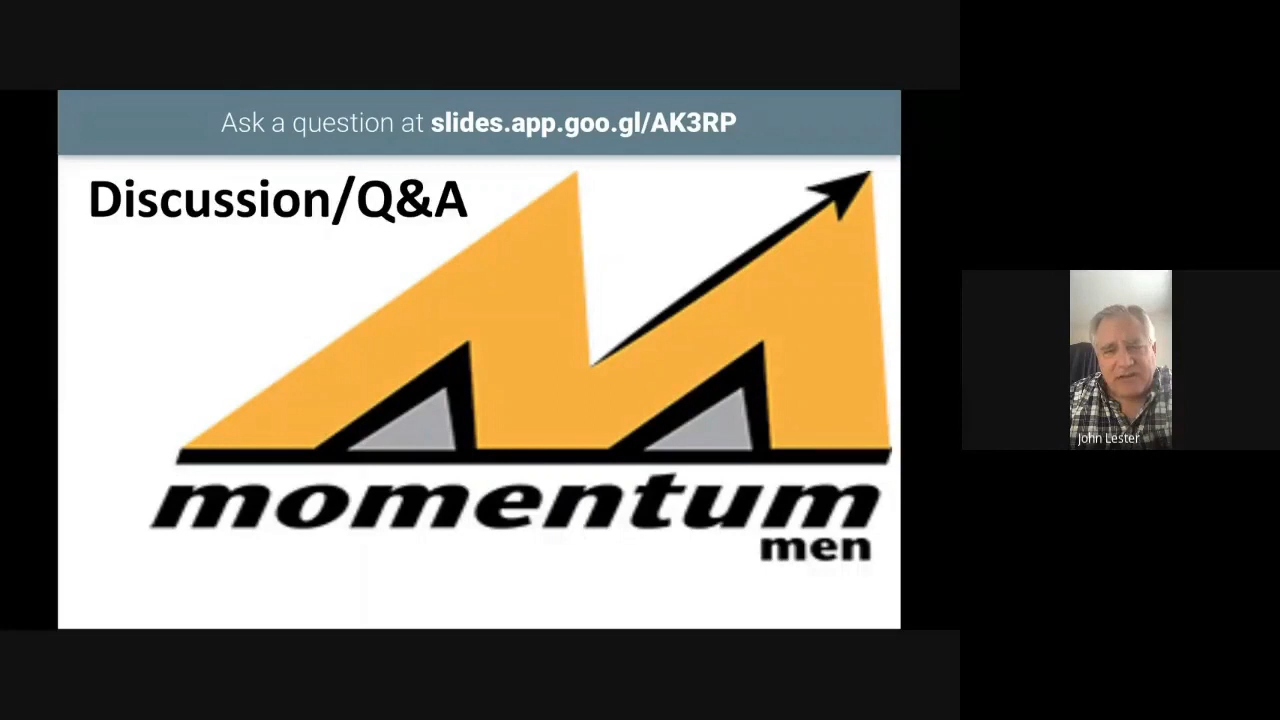 Ask a question at slides.app.goo.gl/AK3RP
Discussion/Q&A
momentum
men
John Lester